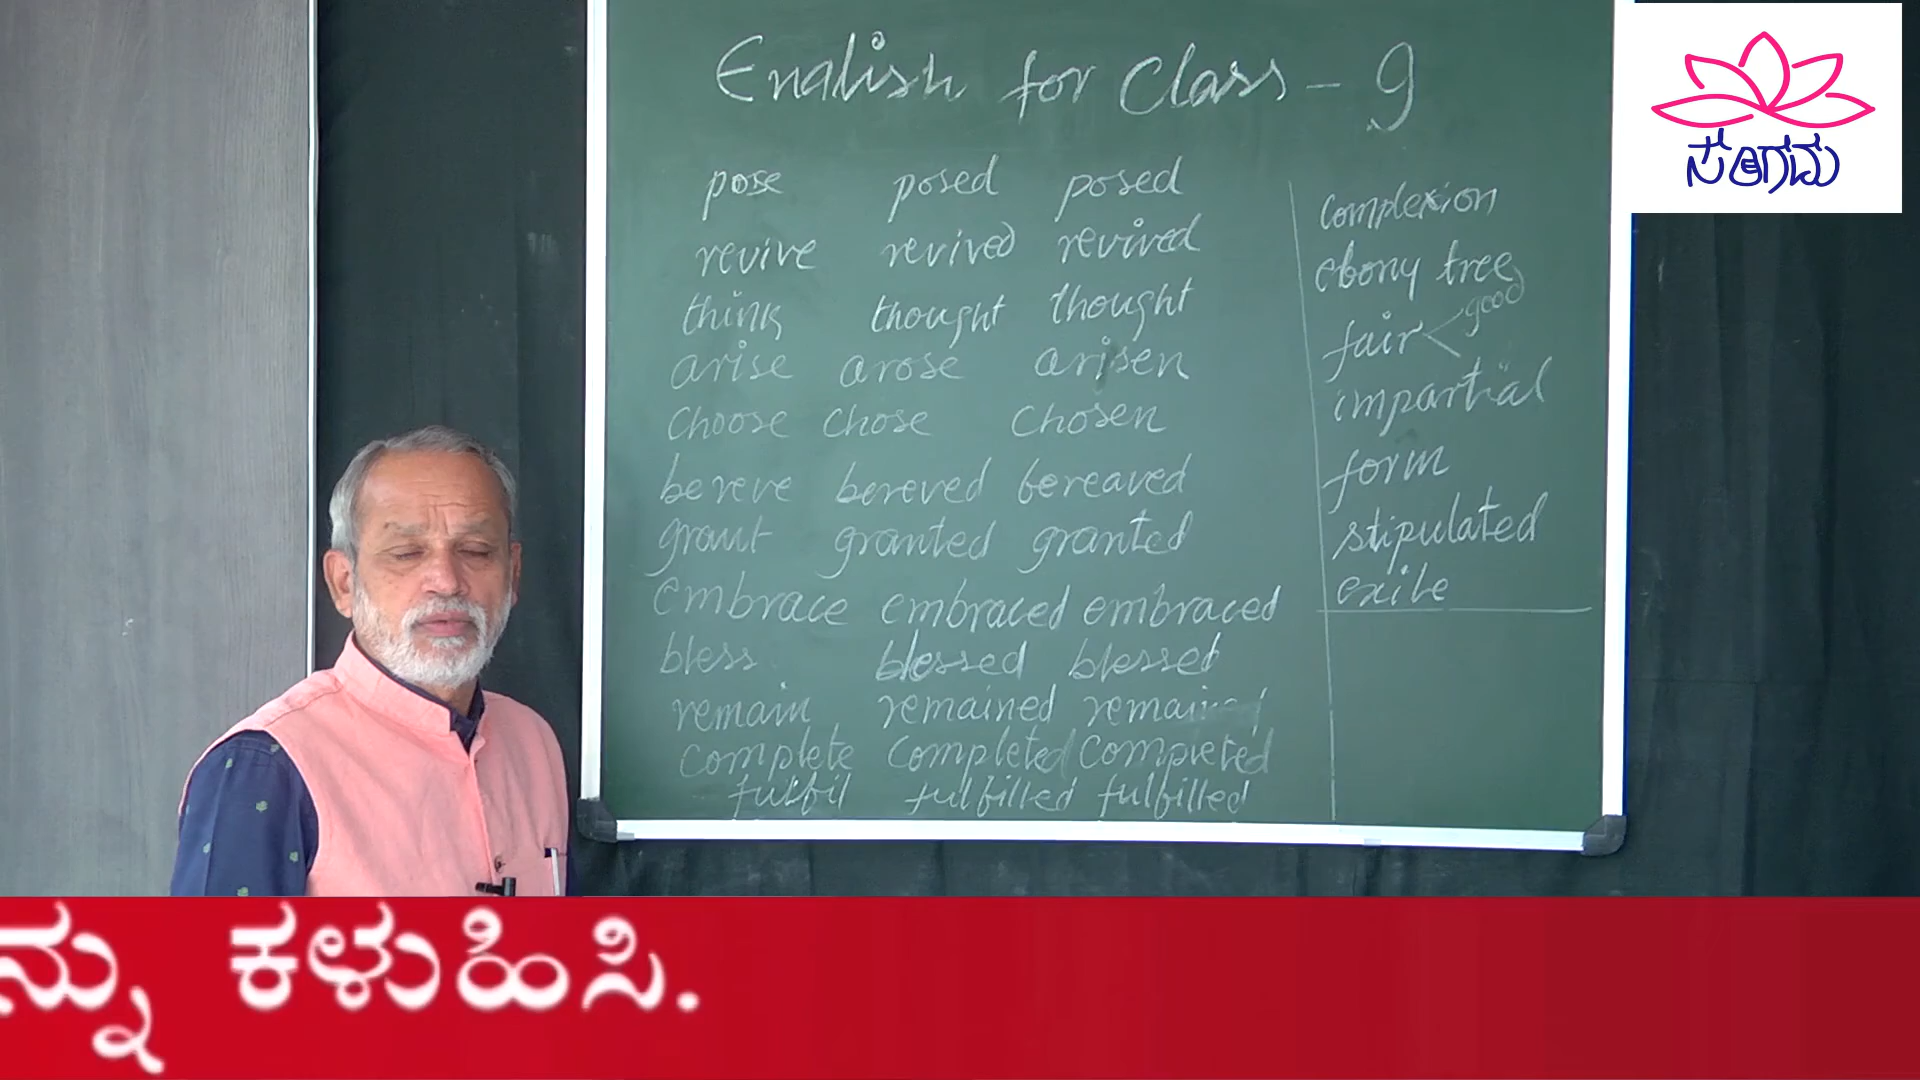 English for Class - 9
pose posed posed
revive revived revived
think thought thought
arise arose arisen
choose chose chosen
bereve bereved bereaved
grant granted granted
embrace embraced embraced
bless blessed blessed
remain remained
complete completed completed
fulfil fulfilled fulfilled
complexion
ebony tree
fair < good
impartial
form
stipulated
exile
ಸಂಗಮ
ನ್ನು ಕಳುಹಿಸಿ.